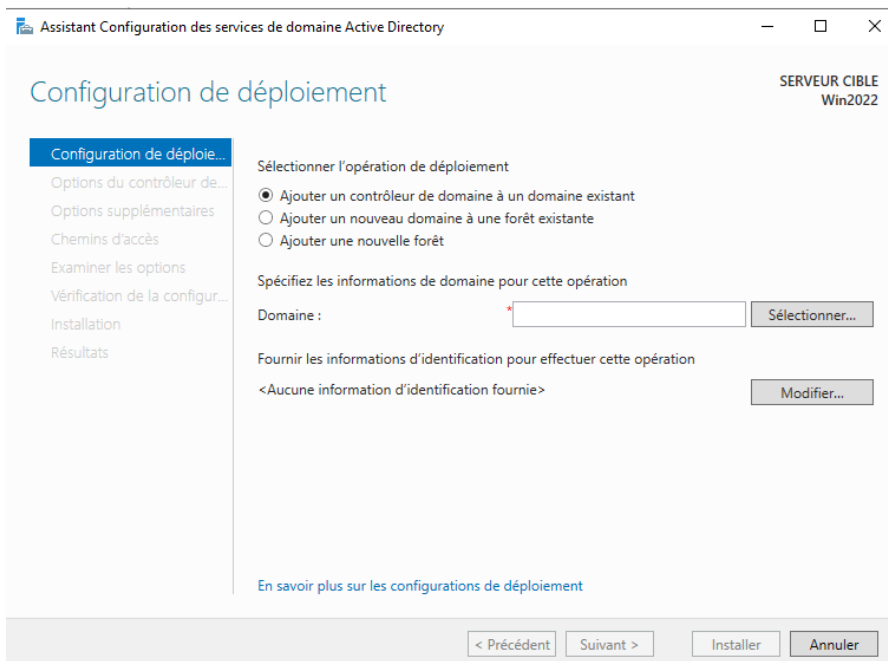 Assistant Configuration des services de domaine Active Directory
Configuration de déploiement
SERVEUR CIBLE
Win2022
Configuration de déploie...
Options du contrôleur de...
Options supplémentaires
Chemins d'accès
Examiner les options
Vérification de la configur...
Installation
Résultats
Sélectionner l'opération de déploiement
Ajouter un contrôleur de domaine à un domaine existant
Ajouter un nouveau domaine à une forêt existante
Ajouter une nouvelle forêt
Spécifiez les informations de domaine pour cette opération
Domaine : * Sélectionner...
Fournir les informations d'identification pour effectuer cette opération
<Aucune information d'identification fournie> Modifier...
En savoir plus sur les configurations de déploiement
< Précédent Suivant > Installer Annuler